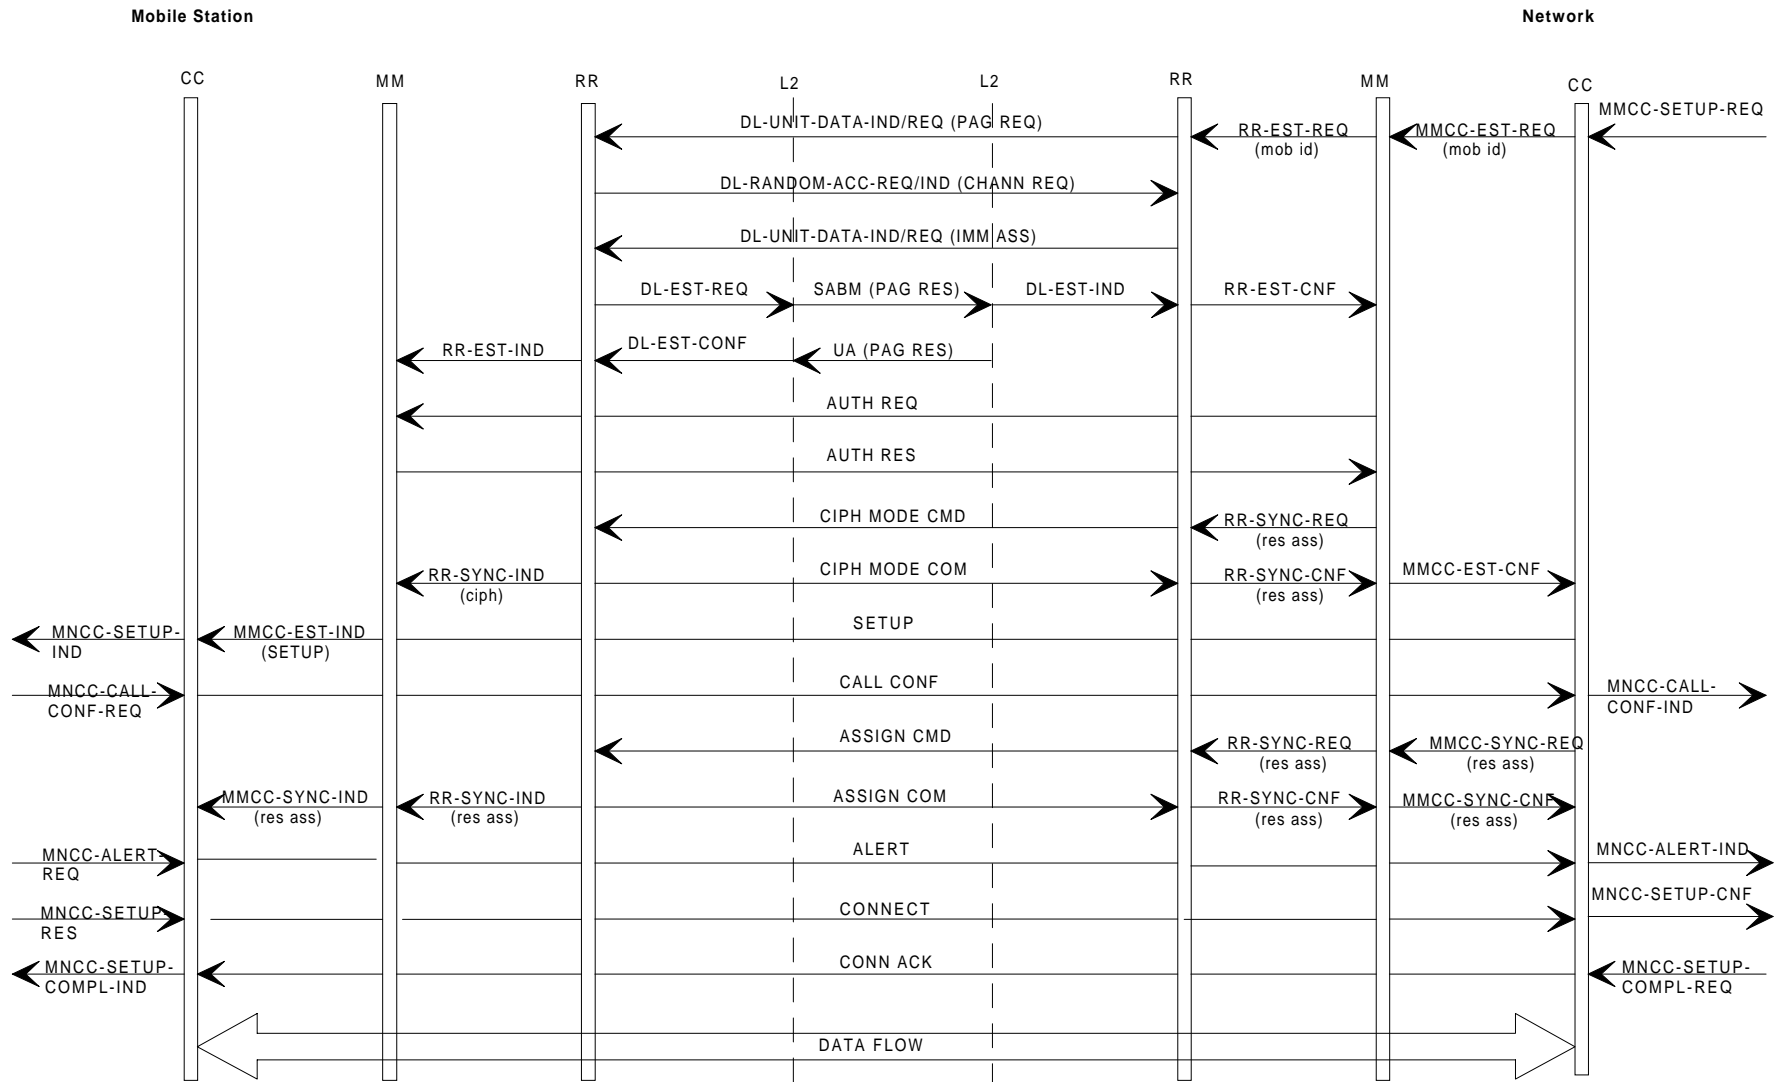 Mobile Station
Network
CC
MM
RR
L2
L2
RR
MM
CC
MMCC-SETUP-REQ
DL-UNIT-DATA-IND/REQ (PAG REQ)
RR-EST-REQ
(mob id)
MMCC-EST-REQ
(mob id)
DL-RANDOM-ACC-REQ/IND (CHANN REQ)
DL-UNIT-DATA-IND/REQ (IMM ASS)
DL-EST-REQ
SABM (PAG RES)
DL-EST-IND
RR-EST-CNF
RR-EST-IND
DL-EST-CONF
UA (PAG RES)
AUTH REQ
AUTH RES
CIPH MODE CMD
RR-SYNC-REQ
(res ass)
RR-SYNC-IND
(ciph)
CIPH MODE COM
RR-SYNC-CNF
(res ass)
MMCC-EST-CNF
MNCC-SETUP-
IND
MMCC-EST-IND
(SETUP)
SETUP
MNCC-CALL-
CONF-REQ
CALL CONF
MNCC-CALL-
CONF-IND
ASSIGN CMD
RR-SYNC-REQ
(res ass)
MMCC-SYNC-REQ
(res ass)
MMCC-SYNC-IND
(res ass)
RR-SYNC-IND
(res ass)
ASSIGN COM
RR-SYNC-CNF
(res ass)
MMCC-SYNC-CNF
(res ass)
MNCC-ALERT-
REQ
ALERT
MNCC-ALERT-IND
MNCC-SETUP-
RES
CONNECT
MNCC-SETUP-CNF
MNCC-SETUP-
COMPL-IND
CONN ACK
MNCC-SETUP-
COMPL-REQ
DATA FLOW